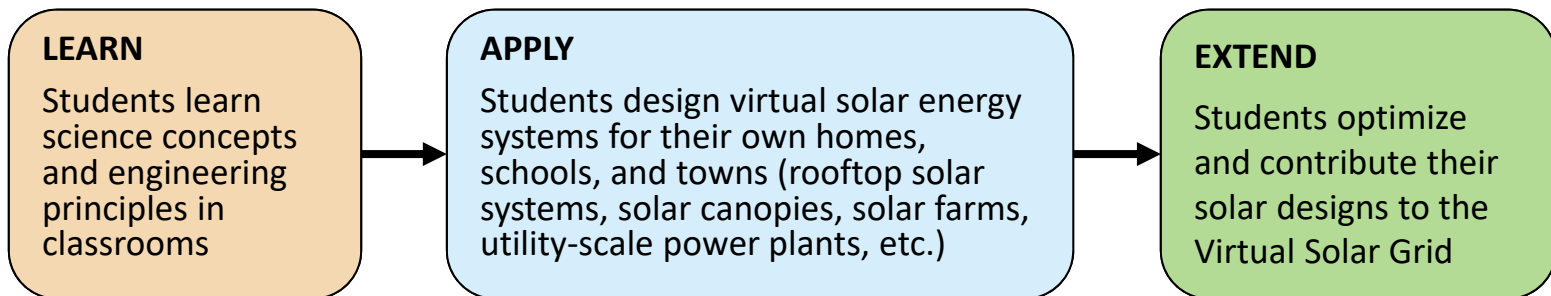 LEARN
Students learn
science concepts
and engineering
principles in
classrooms
APPLY
Students design virtual solar energy
systems for their own homes,
schools, and towns (rooftop solar
systems, solar canopies, solar farms,
utility-scale power plants, etc.)
EXTEND
Students optimize
and contribute their
solar designs to the
Virtual Solar Grid